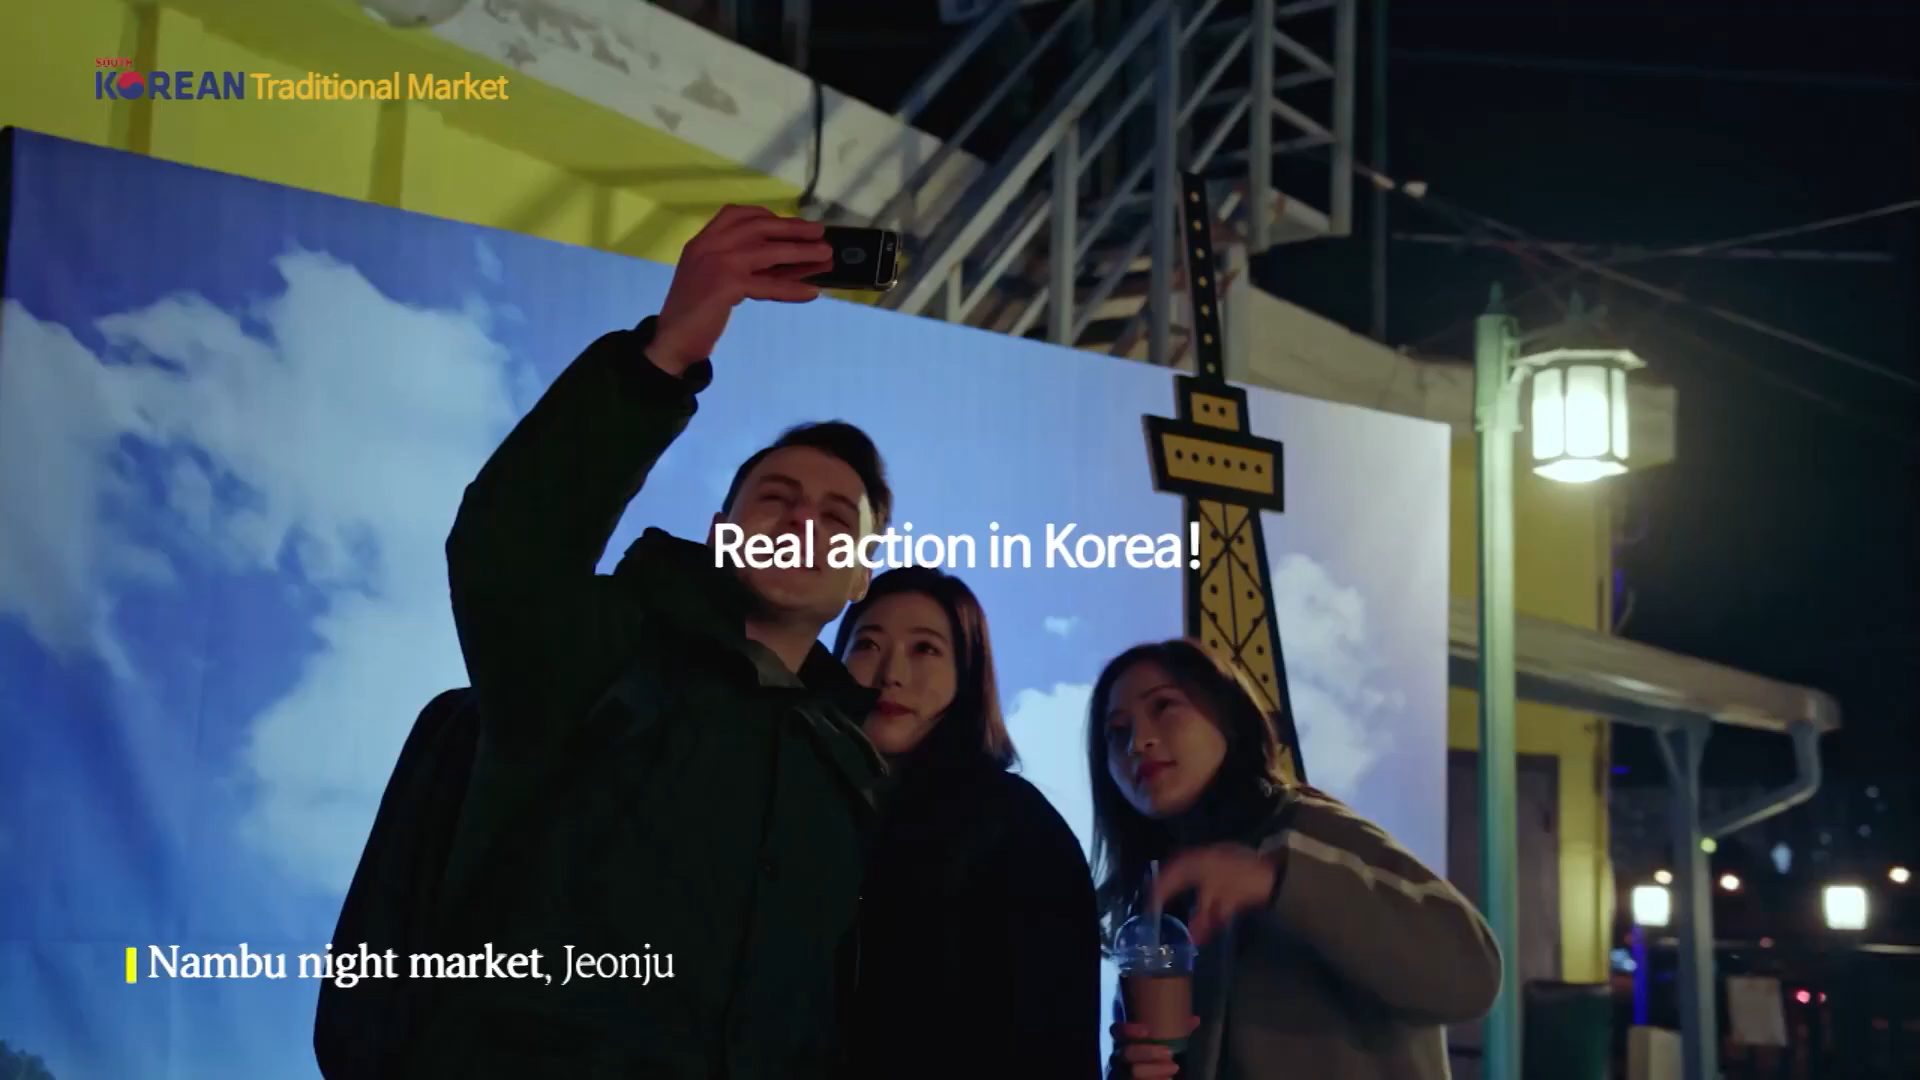 SOUTH
KOREAN Traditional Market
Real action in Korea!
Nambu night market, Jeonju